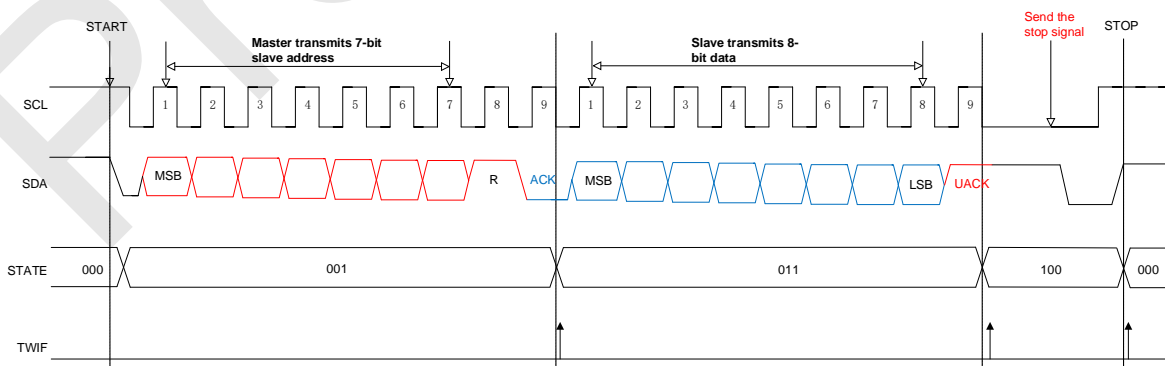 START
Master transmits 7-bit
slave address
Slave transmits 8-
bit data
Send the
stop signal
STOP
SCL
1 2 3 4 5 6 7 8 9 1 2 3 4 5 6 7 8 9
SDA
MSB R ACK MSB LSB UACK
STATE
000 001 011 100 000
TWIF